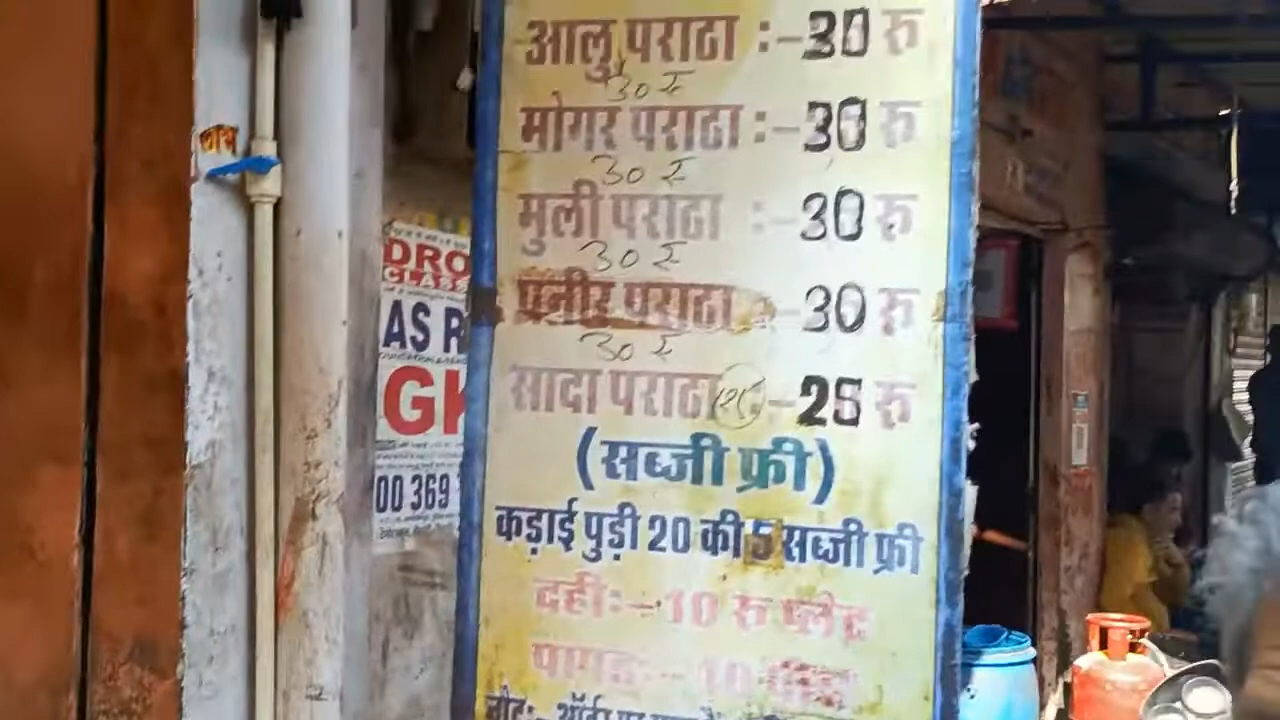 आलु पराठा :- 30 रु
30 रु
मोगर पराठा :- 30 रु
30 रु
मुली पराठा :- 30 रु
30 रु
पनीर पराठा :- 30 रु
30 रु
सादा पराठा :- 25 रु
(सब्जी फ्री)
कड़ाई पुड़ी 20 की 5 सब्जी फ्री
दही:- 10 रु प्लेट
पापड़:- 10
नोट:-
DRO
CLASS
AS R
GK
00 369